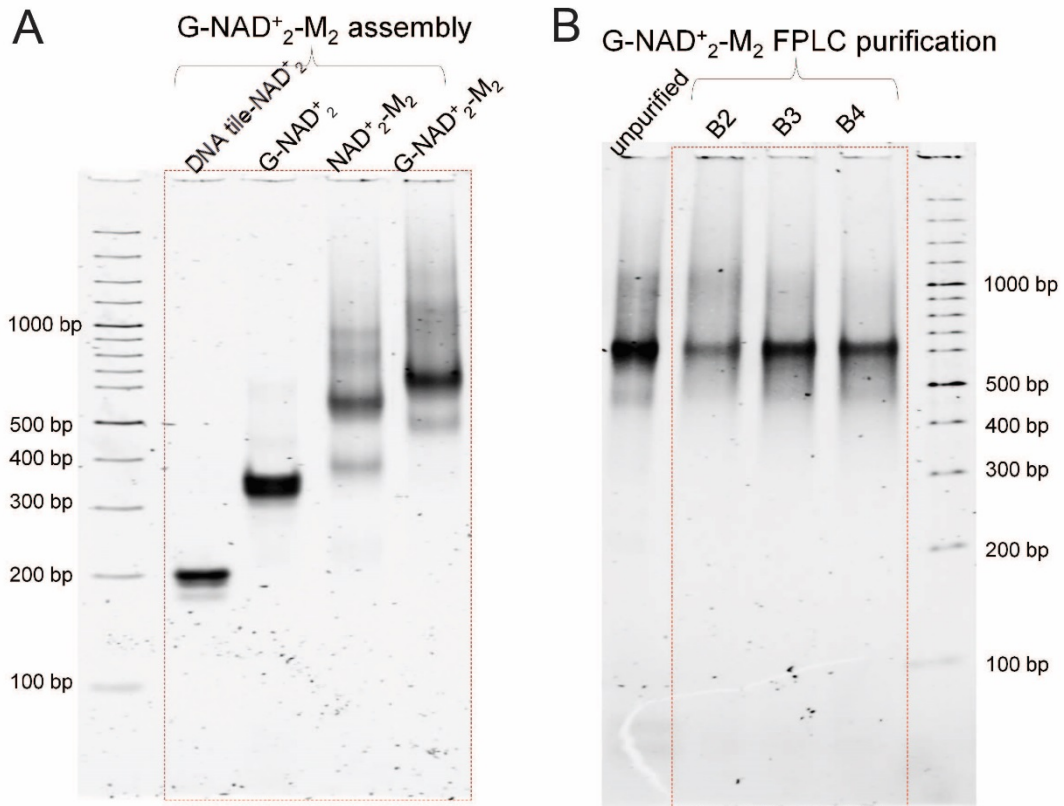 A
G-NAD⁺₂-M₂ assembly
DNA tile-NAD⁺₂
G-NAD⁺₂
NAD⁺₂-M₂
G-NAD⁺₂-M₂
1000 bp
500 bp
400 bp
300 bp
200 bp
100 bp
B
G-NAD⁺₂-M₂ FPLC purification
unpurified
B2
B3
B4
1000 bp
500 bp
400 bp
300 bp
200 bp
100 bp